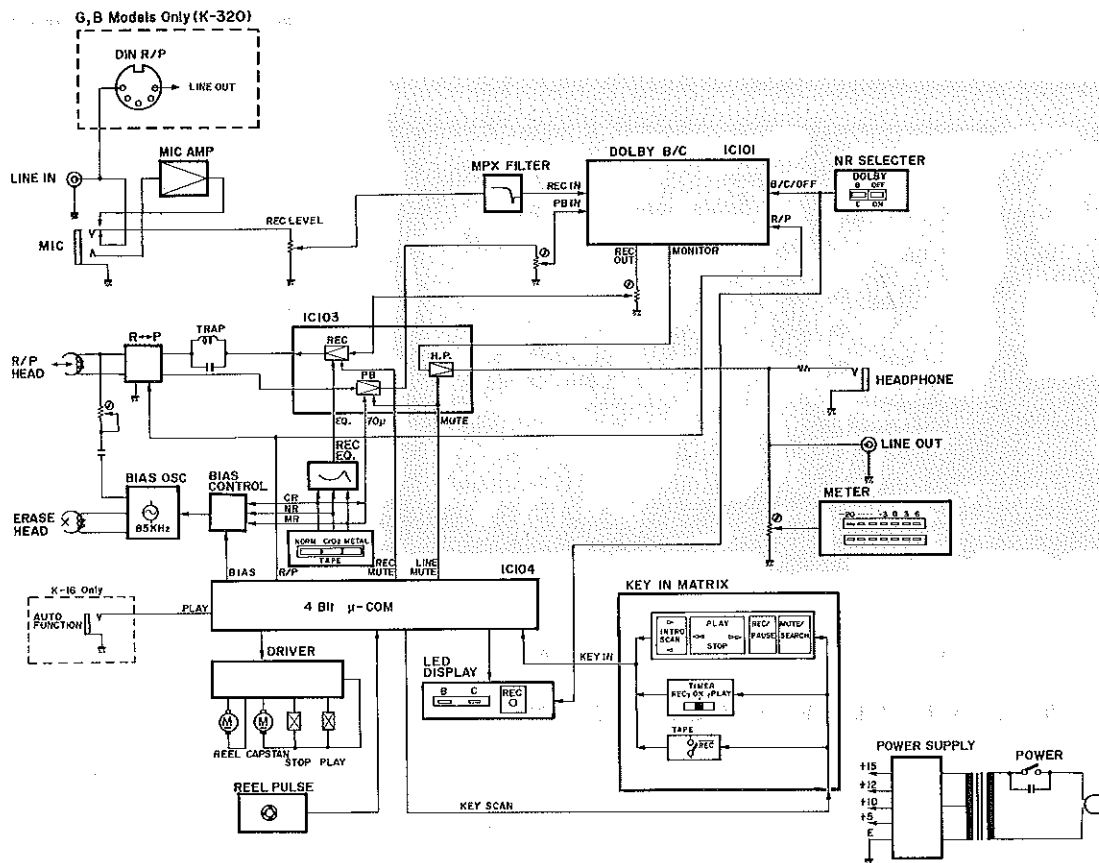 G,B Models Only (K-320)
DIN R/P
LINE OUT
MIC AMP
LINE IN
MIC
REC LEVEL
MPX FILTER
REC IN
PB IN
DOLBY B/C IC101
B/C/OFF
R/P
NR SELECTER
DOLBY
B OFF
C ON
REC OUT
MONITOR
IC103
R↔P
TRAP
R/P HEAD
REC
PB
H.P.
HEADPHONE
EQ.
70μ
MUTE
LINE OUT
REC EQ.
BIAS OSC
85KHz
BIAS CONTROL
CR
NR
MR
ERASE HEAD
NORM CrO2 METAL
TAPE
METER
-20 -3 0 3 6
BIAS
R/P
REC MUTE
LINE MUTE
IC104
4 Bit μ-COM
K-16 Only
AUTO FUNCTION
PLAY
DRIVER
M
M
REEL
CAPSTAN
STOP
PLAY
REEL PULSE
LED DISPLAY
B C
REC
KEY IN
KEY SCAN
KEY IN MATRIX
INTRO SCAN
PLAY
STOP
REC/ PAUSE
MUTE/ SEARCH
TIMER
REC, ON, PLAY
TAPE
REC
POWER SUPPLY
POWER
+15
+12
+10
+5
E